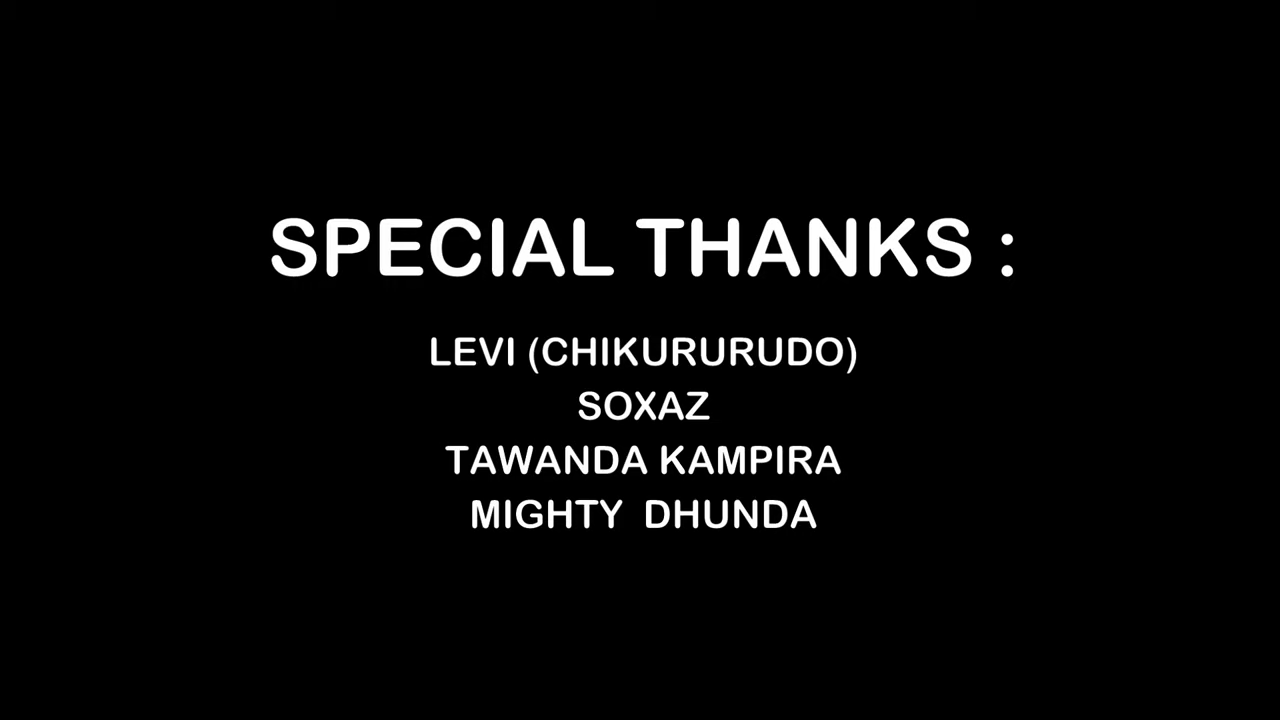 SPECIAL THANKS :
LEVI (CHIKURURUDO)
SOXAZ
TAWANDA KAMPIRA
MIGHTY DHUNDA